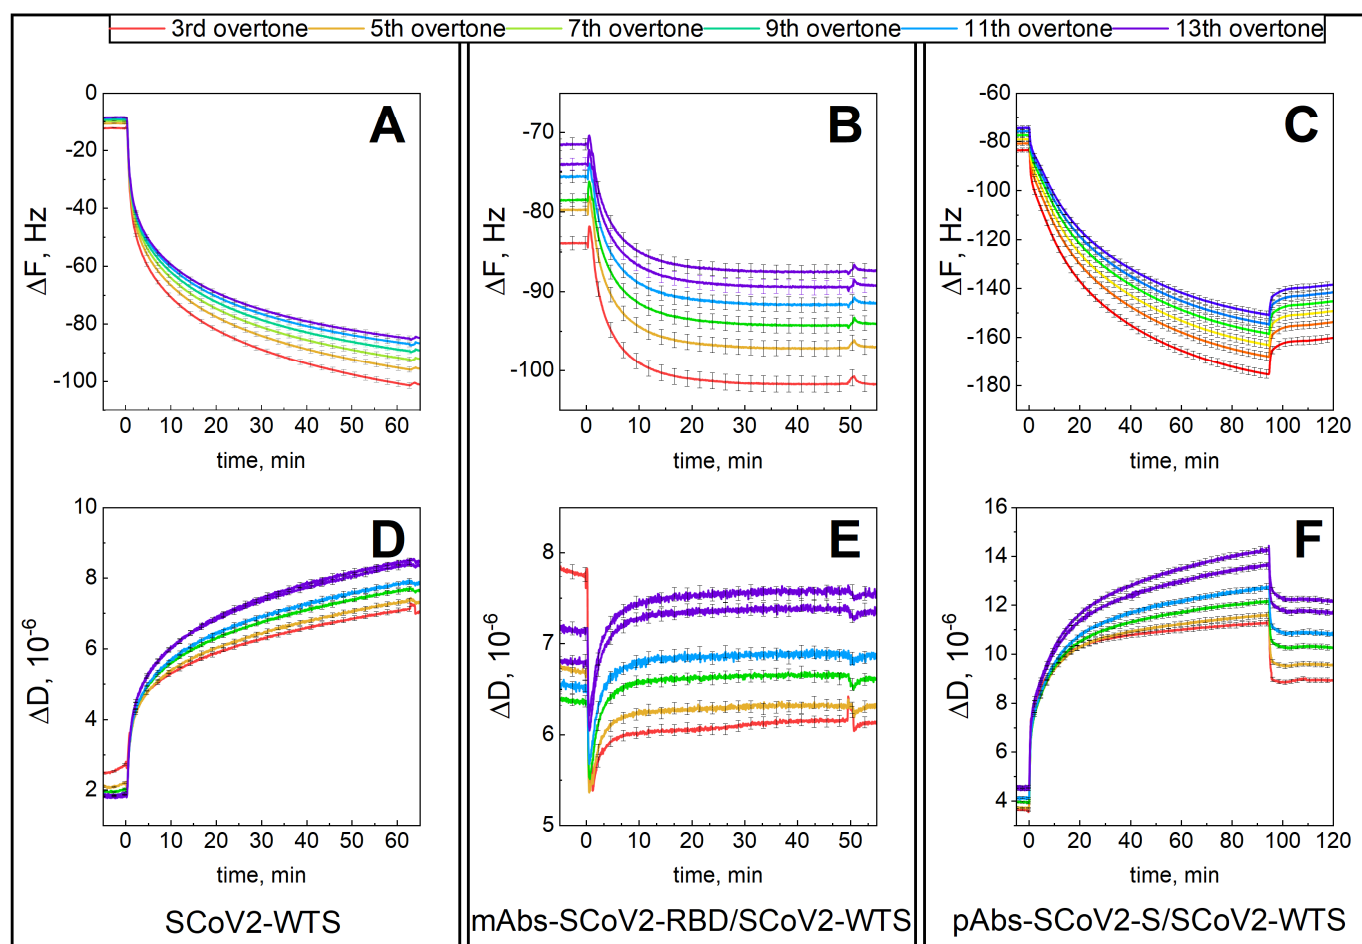 3rd overtone 5th overtone 7th overtone 9th overtone 11th overtone 13th overtone
A
ΔF, Hz
0
-20
-40
-60
-80
-100
0 10 20 30 40 50 60
time, min
B
ΔF, Hz
-70
-80
-90
-100
0 10 20 30 40 50
time, min
C
ΔF, Hz
-60
-80
-100
-120
-140
-160
-180
0 20 40 60 80 100 120
time, min
D
ΔD, 10⁻⁶
10
8
6
4
2
0 10 20 30 40 50 60
time, min
E
ΔD, 10⁻⁶
8
7
6
5
0 10 20 30 40 50
time, min
F
ΔD, 10⁻⁶
16
14
12
10
8
6
4
0 20 40 60 80 100 120
time, min
SCoV2-WTS
mAbs-SCoV2-RBD/SCoV2-WTS
pAbs-SCoV2-S/SCoV2-WTS